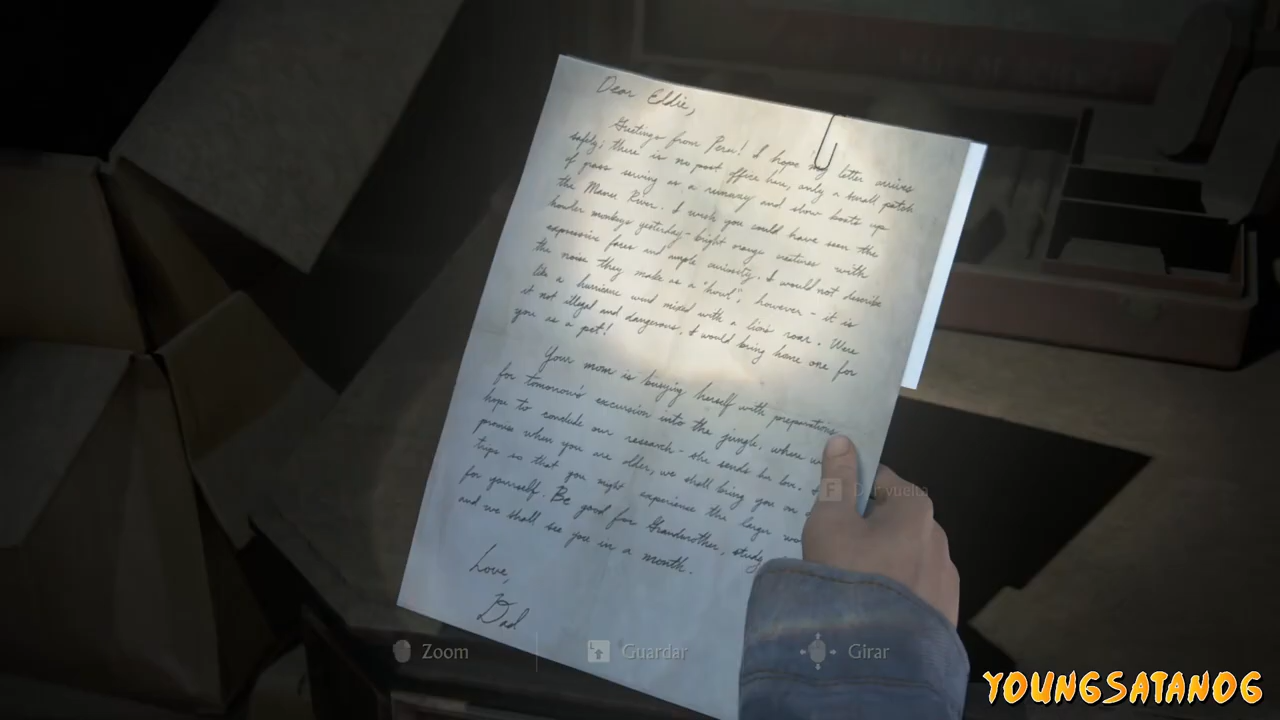 Dear Eddie,
Greetings from Peru! I hope my letter arrives
safely; there is no post office here, only a small patch
of grass serving as a runway and slow boats up
the Manu River. I wish you could have seen the
howler monkeys yesterday - bright orange creatures with
expressive faces and ample curiosity. I would not describe
the noise they make as a "howl", however - it is
like a hurricane wind mixed with a lion's roar. Were
it not illegal and dangerous, I would bring home one for
you as a pet!
Your mom is busying herself with preparations
for tomorrow's excursion into the jungle, where
hope to conclude our research - she sends her love.
promise when you are older, we shall bring you on
trips so that you might experience the larger
for yourself. Be good for Grandmother, study
and we shall see you in a month.
Love,
Dad
F Dar vuelta
Zoom
Guardar
Girar
YOUNGSATANOG